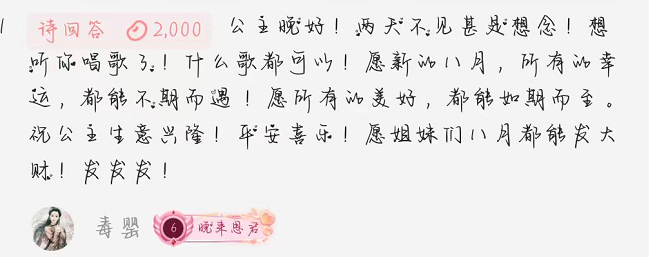 请回答 2,000 公主晚好！两天不见甚是想念！想
听你唱歌了！什么歌都可以！愿新的八月，所有的幸
运，都能不期而遇！愿所有的美好，都能如期而至。
祝公主生意兴隆！平安喜乐！愿姐妹们八月都能发大
财！发发发！
毒婴 6 晚来恩君